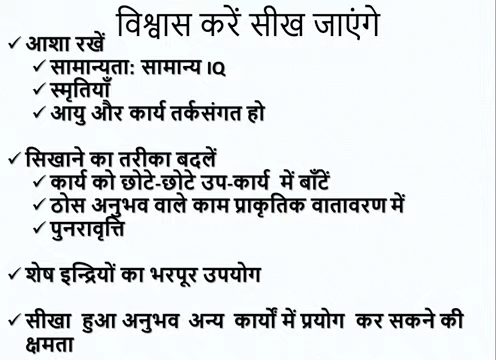 विश्वास करें सीख जाएंगे
✓ आशा रखें
✓ सामान्यता: सामान्य IQ
✓ स्मृतियाँ
✓ आयु और कार्य तर्कसंगत हो
✓ सिखाने का तरीका बदलें
✓ कार्य को छोटे-छोटे उप-कार्य में बाँटें
✓ ठोस अनुभव वाले काम प्राकृतिक वातावरण में
✓ पुनरावृत्ति
✓ शेष इन्द्रियों का भरपूर उपयोग
✓ सीखा हुआ अनुभव अन्य कार्यों में प्रयोग कर सकने की
क्षमता